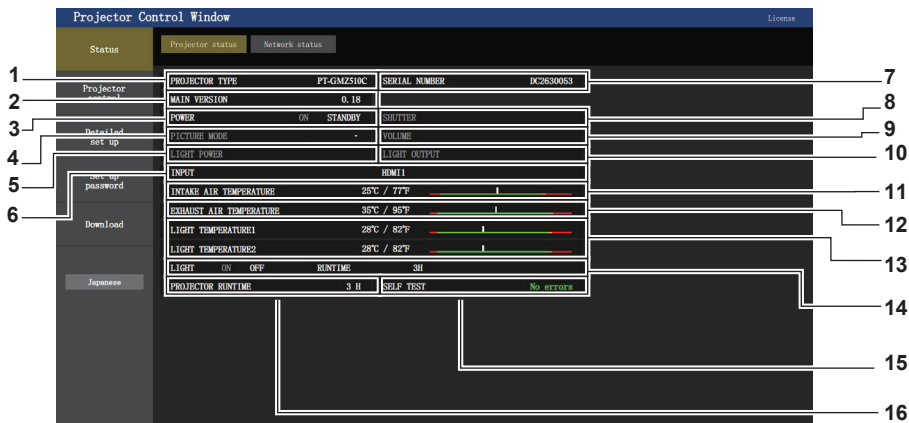 Projector Control Window License
Status Projector status Network status
1 PROJECTOR TYPE PT-GMZ510C SERIAL NUMBER DC2630053 7
Projector
control
2 MAIN VERSION 0.18 8
3 POWER ON STANDBY SHUTTER 9
Detailed
set up
4 PICTURE MODE - VOLUME 10
5 LIGHT POWER LIGHT OUTPUT
6 INPUT HDMI1 11
Set up
password
INTAKE AIR TEMPERATURE 25℃ / 77℉ 12
EXHAUST AIR TEMPERATURE 35℃ / 95℉ 13
Download
LIGHT TEMPERATURE1 28℃ / 82℉
LIGHT TEMPERATURE2 28℃ / 82℉
LIGHT ON OFF RUNTIME 3H 14
Japanese
PROJECTOR RUNTIME 3 H SELF TEST No errors
15
16